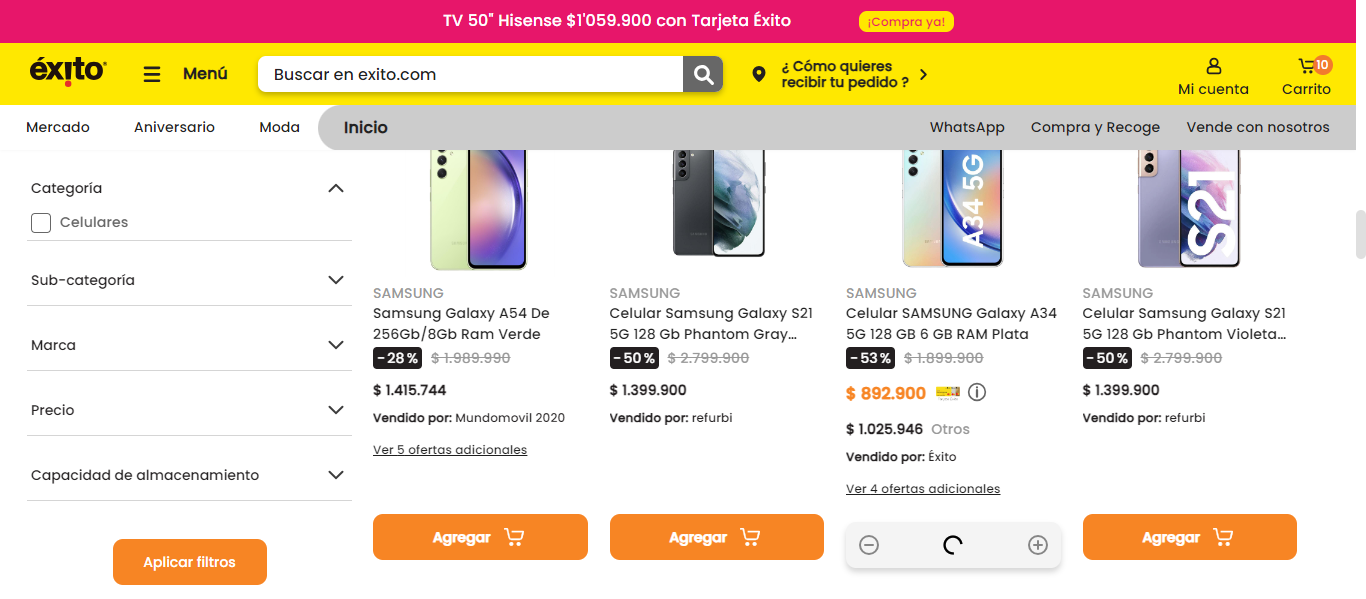 TV 50" Hisense $1'059.900 con Tarjeta Éxito
¡Compra ya!
éxito
Menú
Buscar en exito.com
¿ Cómo quieres
recibir tu pedido ?
Mi cuenta
10
Carrito
Mercado
Aniversario
Moda
Inicio
WhatsApp
Compra y Recoge
Vende con nosotros
Categoría
Celulares
Sub-categoría
Marca
Precio
Capacidad de almacenamiento
Aplicar filtros
SAMSUNG
Samsung Galaxy A54 De
256Gb/8Gb Ram Verde
-28 % $ 1.989.990
$ 1.415.744
Vendido por: Mundomovil 2020
Ver 5 ofertas adicionales
Agregar
SAMSUNG
Celular Samsung Galaxy S21
5G 128 Gb Phantom Gray...
-50 % $ 2.799.900
$ 1.399.900
Vendido por: refurbi
Agregar
A34 5G
SAMSUNG
Celular SAMSUNG Galaxy A34
5G 128 GB 6 GB RAM Plata
-53 % $ 1.899.900
$ 892.900
$ 1.025.946 Otros
Vendido por: Éxito
Ver 4 ofertas adicionales
S21
SAMSUNG
Celular Samsung Galaxy S21
5G 128 Gb Phantom Violeta...
-50 % $ 2.799.900
$ 1.399.900
Vendido por: refurbi
Agregar